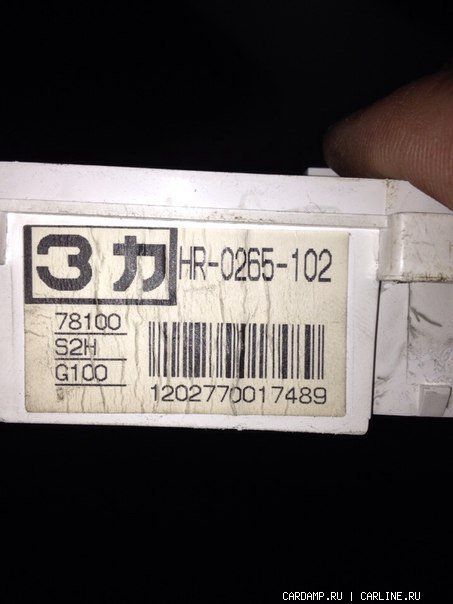 3カ HR-0265-102
78100
S2H
G100
1202770017489
CARDAMP.RU | CARLINE.RU